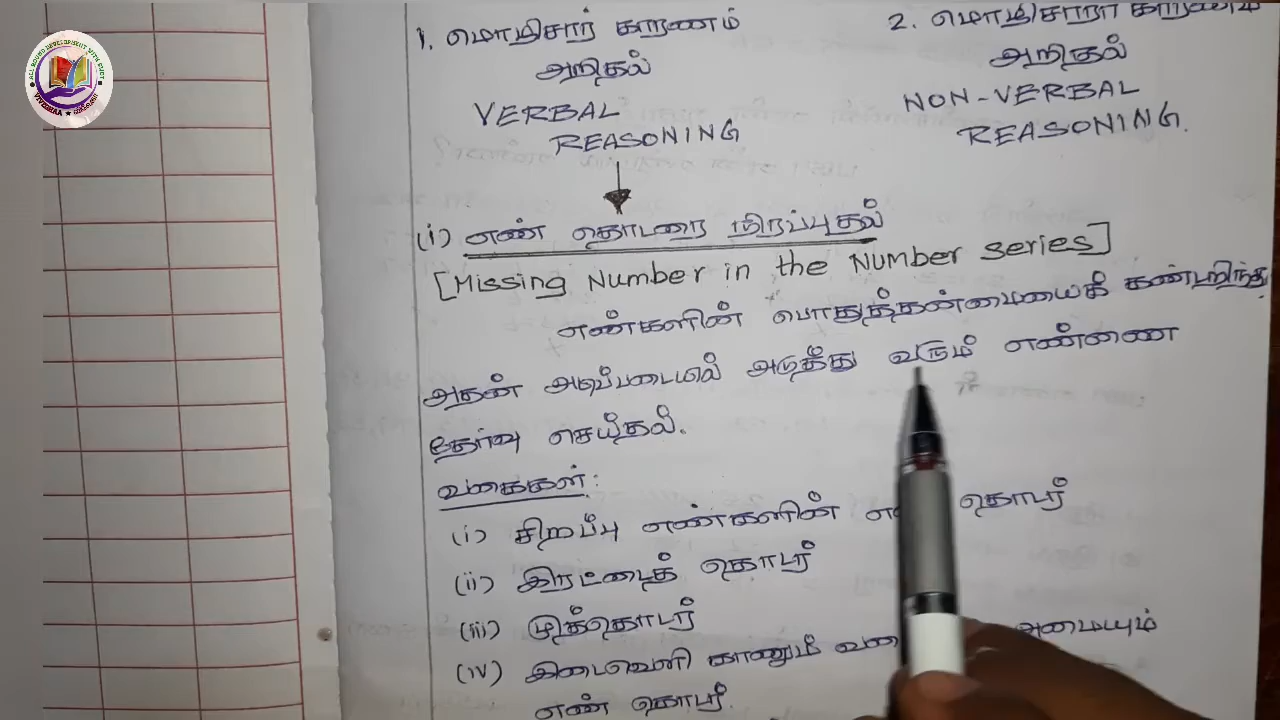 1. மொழிசார் காரணம்
அறிதல்
VERBAL
REASONING
2. மொழிசாரா காரணம்
அறிதல்
NON-VERBAL
REASONING.
(i) எண் தொடரை நிரப்புதல்
[Missing Number in the Number series]
எண்களின் பொதுத்தன்மையைக் கண்டறிந்து
அதன் அடிப்படையில் அடுத்து வரும் எண்ணை
தேர்வு செய்தல்.
வகைகள்:
(i) சிறப்பு எண்களின் தொடர்
(ii) இரட்டைத் தொடர்
(iii) முத்தொடர்
(iv) இடைவெளி காணும் அமையும்
எண் தொடர்.